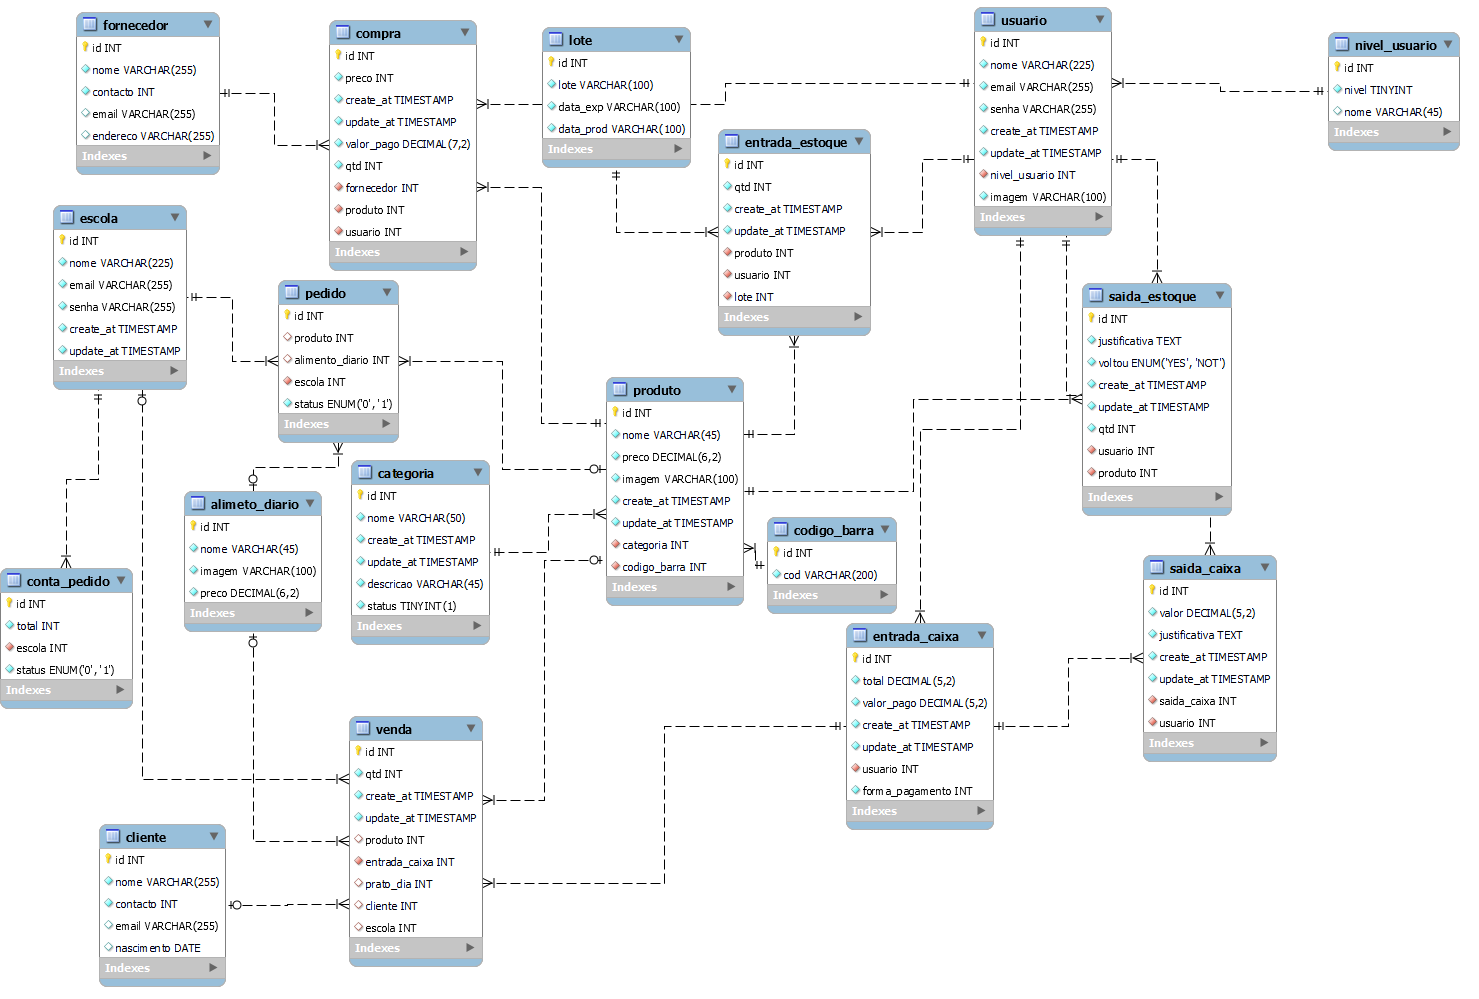 fornecedor
id INT
nome VARCHAR(255)
contacto INT
email VARCHAR(255)
endereco VARCHAR(255)
Indexes
compra
id INT
preco INT
create_at TIMESTAMP
update_at TIMESTAMP
valor_pago DECIMAL(7,2)
qtd INT
fornecedor INT
produto INT
usuario INT
Indexes
lote
id INT
lote VARCHAR(100)
data_exp VARCHAR(100)
data_prod VARCHAR(100)
Indexes
usuario
id INT
nome VARCHAR(225)
email VARCHAR(255)
senha VARCHAR(255)
create_at TIMESTAMP
update_at TIMESTAMP
nivel_usuario INT
imagem VARCHAR(100)
Indexes
nivel_usuario
id INT
nivel TINYINT
nome VARCHAR(45)
Indexes
entrada_estoque
id INT
qtd INT
create_at TIMESTAMP
update_at TIMESTAMP
produto INT
usuario INT
lote INT
Indexes
escola
id INT
nome VARCHAR(225)
email VARCHAR(255)
senha VARCHAR(255)
create_at TIMESTAMP
update_at TIMESTAMP
Indexes
pedido
id INT
produto INT
alimento_diario INT
escola INT
status ENUM('0', '1')
Indexes
saida_estoque
id INT
justificativa TEXT
voltou ENUM('YES', 'NOT')
create_at TIMESTAMP
update_at TIMESTAMP
qtd INT
usuario INT
produto INT
Indexes
produto
id INT
nome VARCHAR(45)
preco DECIMAL(6,2)
imagem VARCHAR(100)
create_at TIMESTAMP
update_at TIMESTAMP
categoria INT
codigo_barra INT
Indexes
categoria
id INT
nome VARCHAR(50)
create_at TIMESTAMP
update_at TIMESTAMP
descricao VARCHAR(45)
status TINYINT(1)
Indexes
alimeto_diario
id INT
nome VARCHAR(45)
imagem VARCHAR(100)
preco DECIMAL(6,2)
Indexes
codigo_barra
id INT
cod VARCHAR(200)
Indexes
conta_pedido
id INT
total INT
escola INT
status ENUM('0', '1')
Indexes
saida_caixa
id INT
valor DECIMAL(5,2)
justificativa TEXT
create_at TIMESTAMP
update_at TIMESTAMP
saida_caixa INT
usuario INT
Indexes
entrada_caixa
id INT
total DECIMAL(5,2)
valor_pago DECIMAL(5,2)
create_at TIMESTAMP
update_at TIMESTAMP
usuario INT
forma_pagamento INT
Indexes
venda
id INT
qtd INT
create_at TIMESTAMP
update_at TIMESTAMP
produto INT
entrada_caixa INT
prato_dia INT
cliente INT
escola INT
Indexes
cliente
id INT
nome VARCHAR(255)
contacto INT
email VARCHAR(255)
nascimento DATE
Indexes